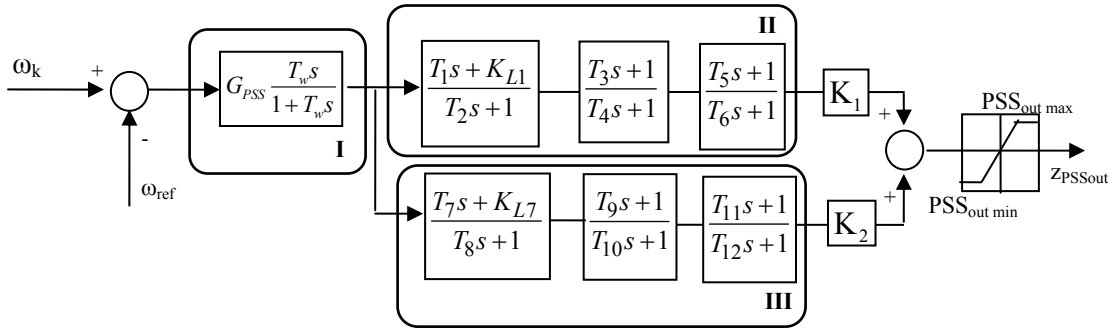 ω_k
+
-
ω_ref
G_PSS T_w s / 1 + T_w s
I
II
T_1 s + K_L1 / T_2 s + 1
T_3 s + 1 / T_4 s + 1
T_5 s + 1 / T_6 s + 1
K_1
+
T_7 s + K_L7 / T_8 s + 1
T_9 s + 1 / T_10 s + 1
T_11 s + 1 / T_12 s + 1
III
K_2
+
PSS_out max
PSS_out min
z_PSSout